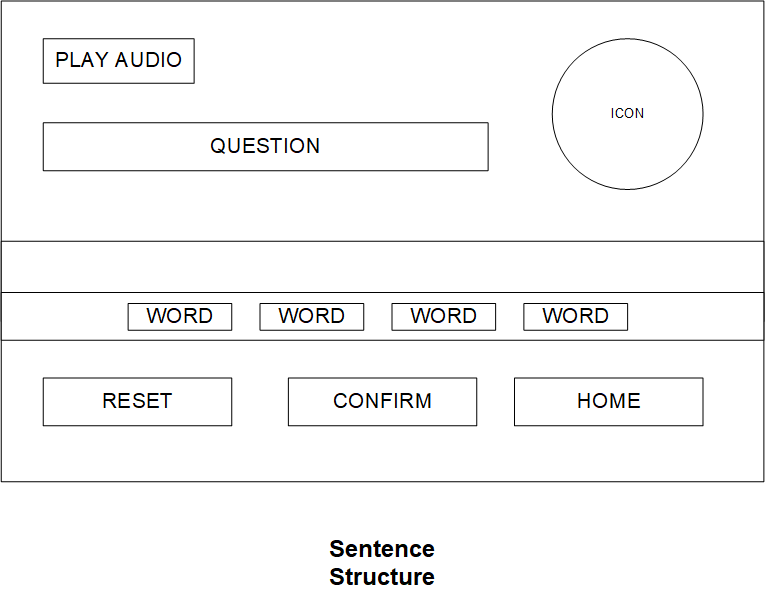 PLAY AUDIO
ICON
QUESTION
WORD WORD WORD WORD
RESET CONFIRM HOME
Sentence
Structure